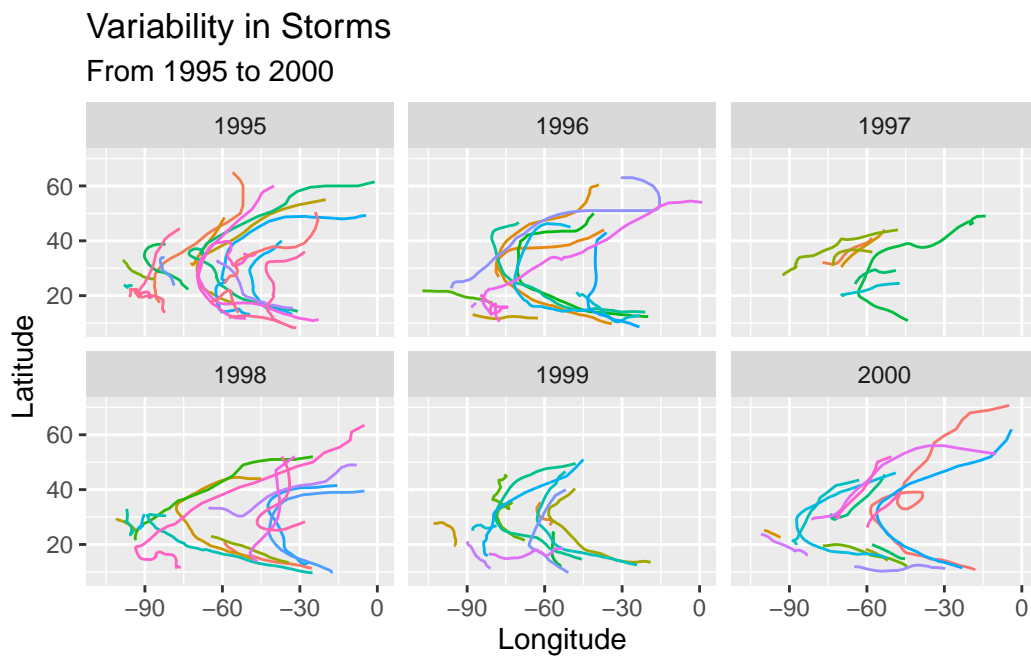 Variability in Storms
From 1995 to 2000
1995 1996 1997
60
40
20
1998 1999 2000
60
40
20
−90 −60 −30 0 −90 −60 −30 0 −90 −60 −30 0
Latitude
Longitude